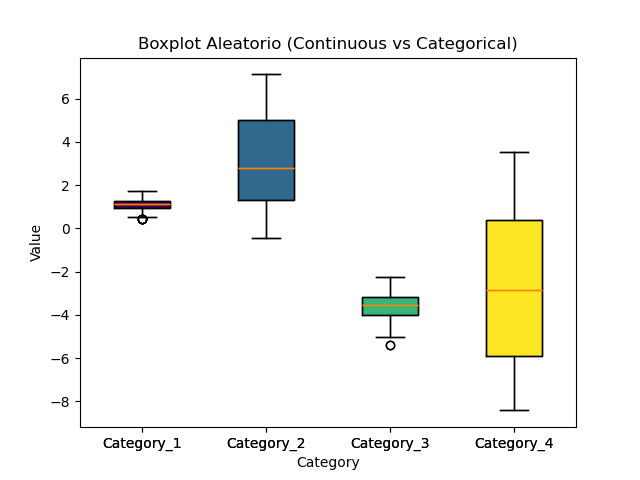 Boxplot Aleatorio (Continuous vs Categorical)
6
4
2
0
−2
−4
−6
−8
Value
Category_1 Category_2 Category_3 Category_4
Category